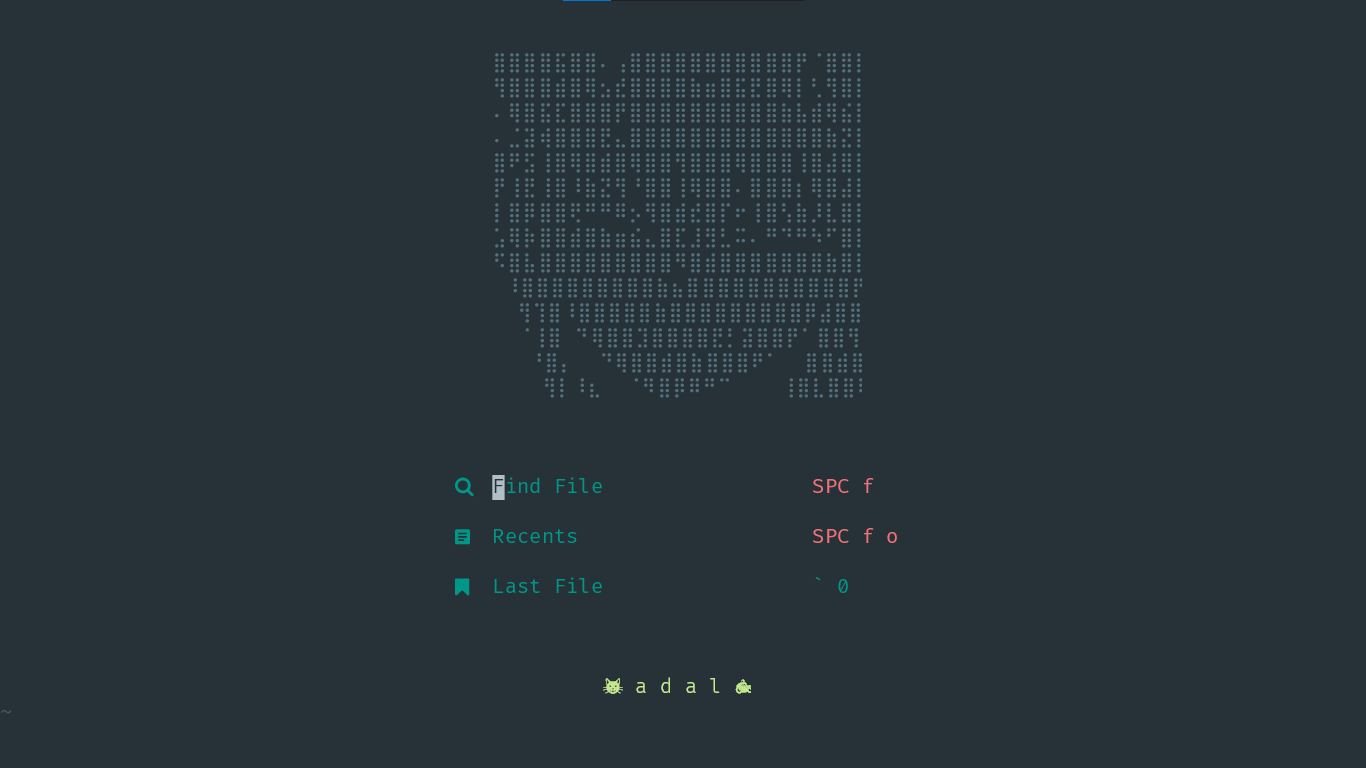 Find File SPC f
Recents SPC f o
Last File ` 0
a d a l
~